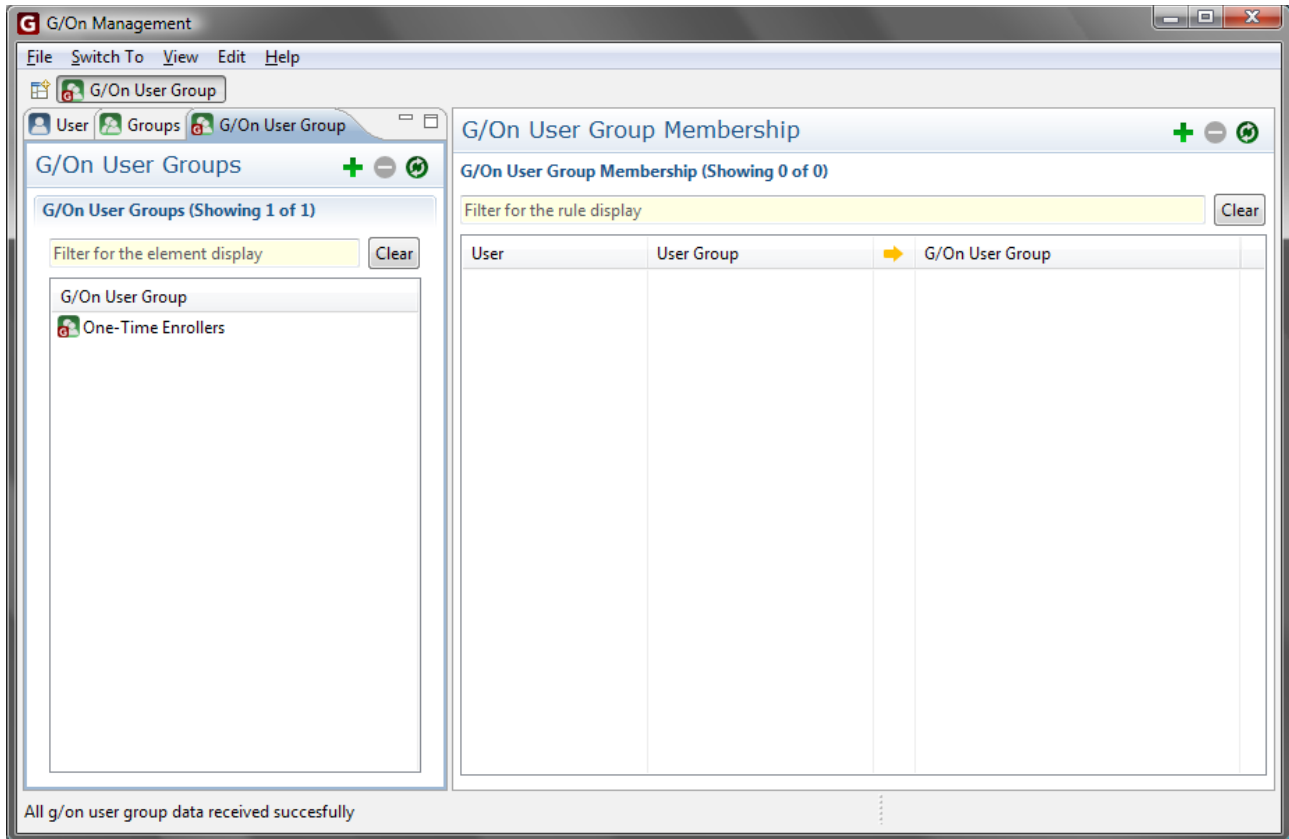 G G/On Management
File Switch To View Edit Help
G/On User Group
User Groups G/On User Group
G/On User Groups
G/On User Groups (Showing 1 of 1)
Filter for the element display Clear
G/On User Group
One-Time Enrollers
G/On User Group Membership
G/On User Group Membership (Showing 0 of 0)
Filter for the rule display Clear
User User Group G/On User Group
All g/on user group data received succesfully